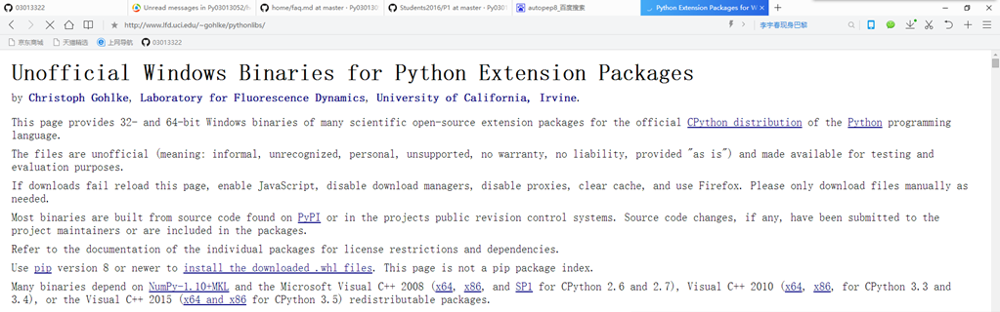 03013322
Unread messages in Py03013052/l
home/faq.md at master · Py03013
Students2016/P1 at master · Py03
autopep8_百度搜索
Python Extension Packages for W
http://www.lfd.uci.edu/~gohlke/pythonlibs/
李宇春现身巴黎
京东商城 天猫精选 上网导航 03013322
Unofficial Windows Binaries for Python Extension Packages
by Christoph Gohlke, Laboratory for Fluorescence Dynamics, University of California, Irvine.
This page provides 32- and 64-bit Windows binaries of many scientific open-source extension packages for the official CPython distribution of the Python programming
language.
The files are unofficial (meaning: informal, unrecognized, personal, unsupported, no warranty, no liability, provided "as is") and made available for testing and
evaluation purposes.
If downloads fail reload this page, enable JavaScript, disable download managers, disable proxies, clear cache, and use Firefox. Please only download files manually as
needed.
Most binaries are built from source code found on PyPI or in the projects public revision control systems. Source code changes, if any, have been submitted to the
project maintainers or are included in the packages.
Refer to the documentation of the individual packages for license restrictions and dependencies.
Use pip version 8 or newer to install the downloaded .whl files. This page is not a pip package index.
Many binaries depend on NumPy-1.10+MKL and the Microsoft Visual C++ 2008 (x64, x86, and SP1 for CPython 2.6 and 2.7), Visual C++ 2010 (x64, x86, for CPython 3.3 and
3.4), or the Visual C++ 2015 (x64 and x86 for CPython 3.5) redistributable packages.